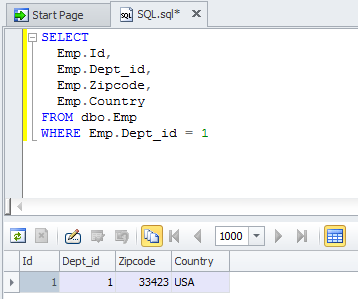 Start Page
SQL.sql*
SELECT
Emp.Id,
Emp.Dept_id,
Emp.Zipcode,
Emp.Country
FROM dbo.Emp
WHERE Emp.Dept_id = 1
1000
Id Dept_id Zipcode Country
1 1 33423 USA